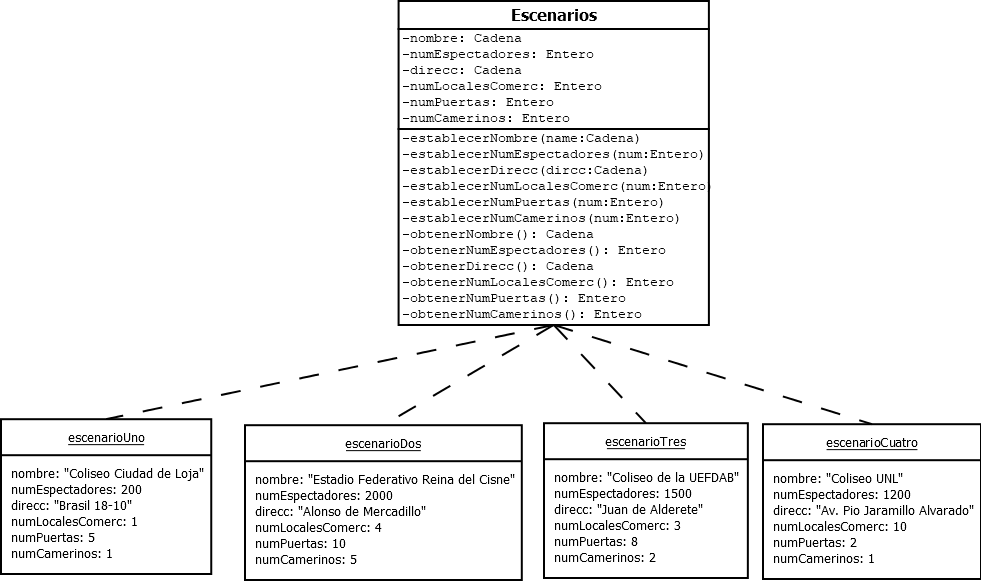 Escenarios
-nombre: Cadena
-numEspectadores: Entero
-direcc: Cadena
-numLocalesComerc: Entero
-numPuertas: Entero
-numCamerinos: Entero
-establecerNombre(name:Cadena)
-establecerNumEspectadores(num:Entero)
-establecerDirecc(dircc:Cadena)
-establecerNumLocalesComerc(num:Entero)
-establecerNumPuertas(num:Entero)
-establecerNumCamerinos(num:Entero)
-obtenerNombre(): Cadena
-obtenerNumEspectadores(): Entero
-obtenerDirecc(): Cadena
-obtenerNumLocalesComerc(): Entero
-obtenerNumPuertas(): Entero
-obtenerNumCamerinos(): Entero
escenarioUno
nombre: "Coliseo Ciudad de Loja"
numEspectadores: 200
direcc: "Brasil 18-10"
numLocalesComerc: 1
numPuertas: 5
numCamerinos: 1
escenarioDos
nombre: "Estadio Federativo Reina del Cisne"
numEspectadores: 2000
direcc: "Alonso de Mercadillo"
numLocalesComerc: 4
numPuertas: 10
numCamerinos: 5
escenarioTres
nombre: "Coliseo de la UEFDAB"
numEspectadores: 1500
direcc: "Juan de Alderete"
numLocalesComerc: 3
numPuertas: 8
numCamerinos: 2
escenarioCuatro
nombre: "Coliseo UNL"
numEspectadores: 1200
direcc: "Av. Pio Jaramillo Alvarado"
numLocalesComerc: 10
numPuertas: 2
numCamerinos: 1